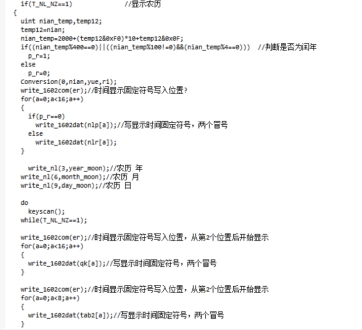 if(T_NL_NZ==1) //显示农历
{
uint nian_temp,temp12;
temp12=nian;
nian_temp=2000+(temp12&0xF0)*10+temp12&0x0F;
if((nian_temp%400==0)||((nian_temp%100!=0)&&(nian_temp%4==0))) //判断是否为闰年
p_r=1;
else
p_r=0;
Conversion(0,nian,yue,ri);
write_1602com(er);//时间显示固定符号写入位置?
for(a=0;a<16;a++)
{
if(p_r==0)
write_1602dat(nlp[a]);//写显示时间固定符号，两个冒号
else
write_1602dat(nlr[a]);
}
write_nl(3,year_moon);//农历 年
write_nl(6,month_moon);//农历 月
write_nl(9,day_moon);//农历 日
do
keyscan();
while(T_NL_NZ==1);
write_1602com(er);//时间显示固定符号写入位置，从第2个位置后开始显示
for(a=0;a<16;a++)
{
write_1602dat(qk[a]);//写显示时间固定符号，两个冒号
}
write_1602com(er);//时间显示固定符号写入位置，从第2个位置后开始显示
for(a=0;a<8;a++)
{
write_1602dat(tab2[a]);//写显示时间固定符号，两个冒号
}